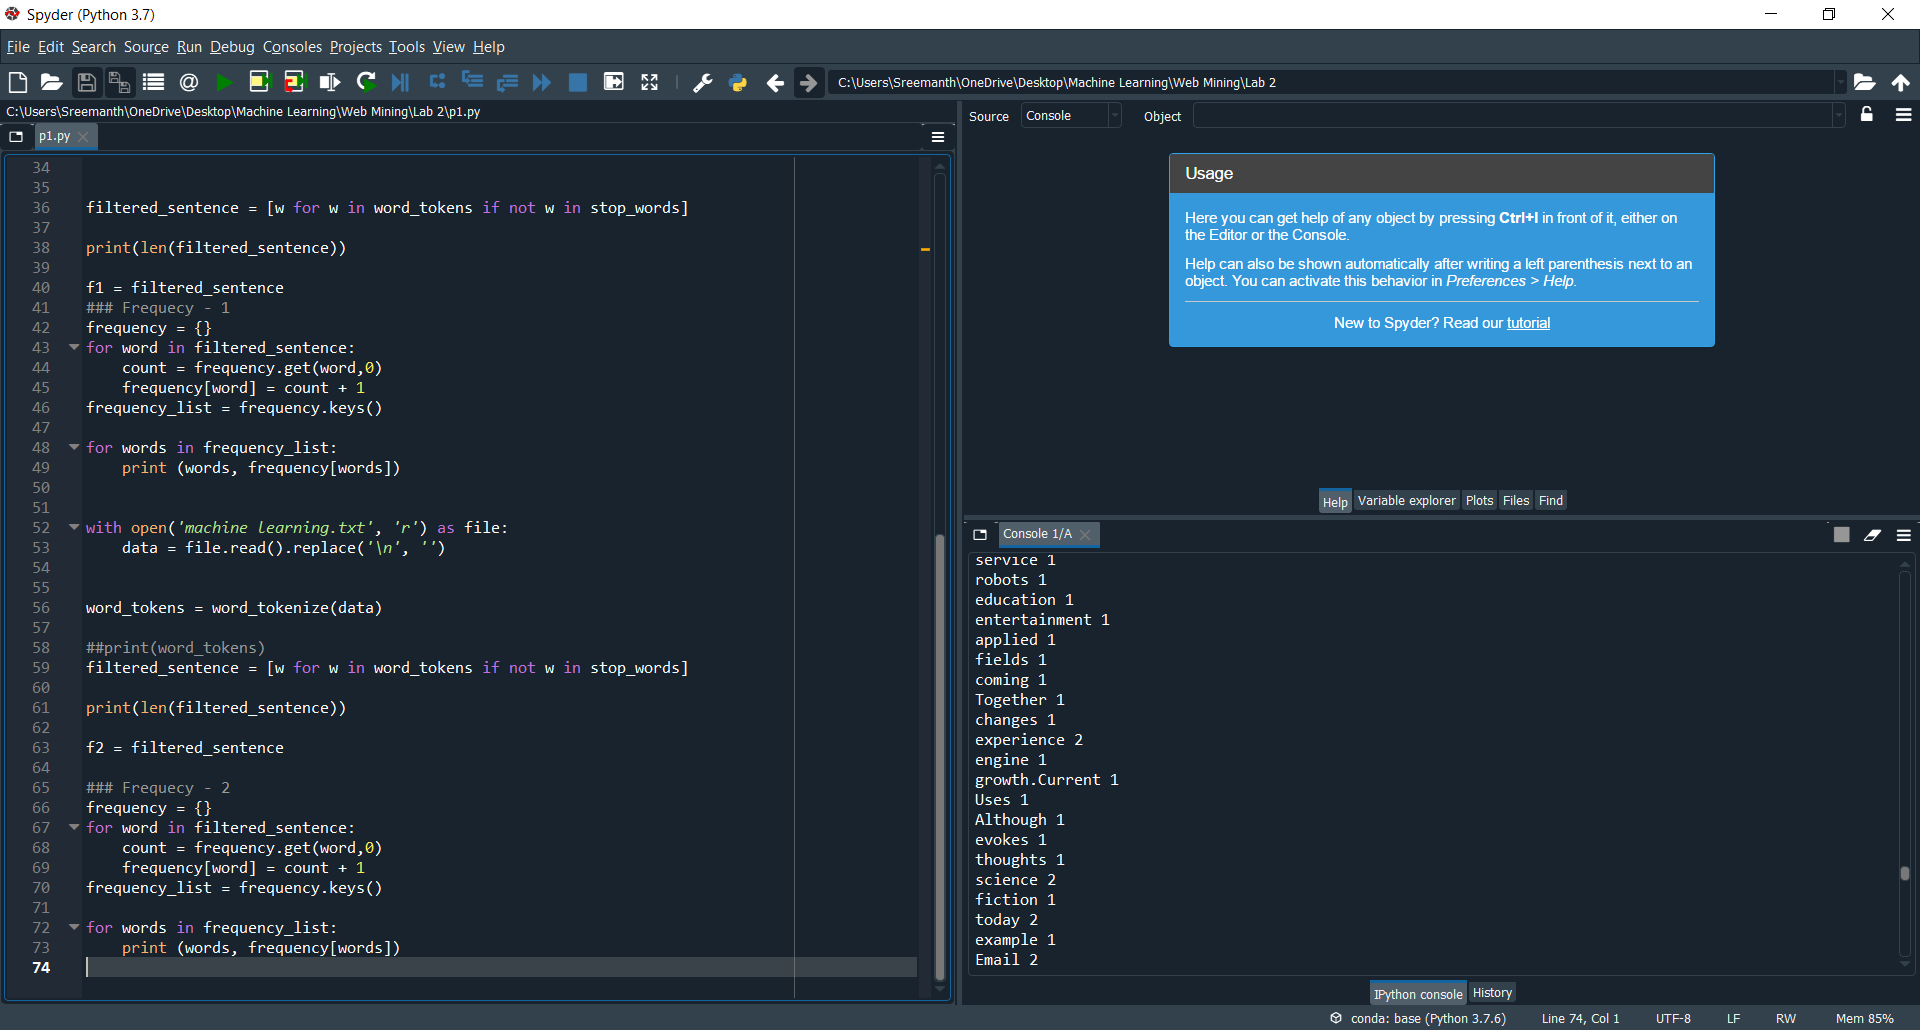 Spyder (Python 3.7)
File Edit Search Source Run Debug Consoles Projects Tools View Help
C:\Users\Sreemanth\OneDrive\Desktop\Machine Learning\Web Mining\Lab 2
C:\Users\Sreemanth\OneDrive\Desktop\Machine Learning\Web Mining\Lab 2\p1.py
p1.py
34
35
36 filtered_sentence = [w for w in word_tokens if not w in stop_words]
37
38 print(len(filtered_sentence))
39
40 f1 = filtered_sentence
41 ### Frequecy - 1
42 frequency = {}
43 for word in filtered_sentence:
44     count = frequency.get(word,0)
45     frequency[word] = count + 1
46 frequency_list = frequency.keys()
47
48 for words in frequency_list:
49     print (words, frequency[words])
50
51
52 with open('machine learning.txt', 'r') as file:
53     data = file.read().replace('\n', '')
54
55
56 word_tokens = word_tokenize(data)
57
58 ##print(word_tokens)
59 filtered_sentence = [w for w in word_tokens if not w in stop_words]
60
61 print(len(filtered_sentence))
62
63 f2 = filtered_sentence
64
65 ### Frequecy - 2
66 frequency = {}
67 for word in filtered_sentence:
68     count = frequency.get(word,0)
69     frequency[word] = count + 1
70 frequency_list = frequency.keys()
71
72 for words in frequency_list:
73     print (words, frequency[words])
74
Source Console Object
Usage
Here you can get help of any object by pressing Ctrl+I in front of it, either on
the Editor or the Console.
Help can also be shown automatically after writing a left parenthesis next to an
object. You can activate this behavior in Preferences > Help.
New to Spyder? Read our tutorial
Help Variable explorer Plots Files Find
Console 1/A
service 1
robots 1
education 1
entertainment 1
applied 1
fields 1
coming 1
Together 1
changes 1
experience 2
engine 1
growth.Current 1
Uses 1
Although 1
evokes 1
thoughts 1
science 2
fiction 1
today 2
example 1
Email 2
IPython console History
conda: base (Python 3.7.6) Line 74, Col 1 UTF-8 LF RW Mem 85%